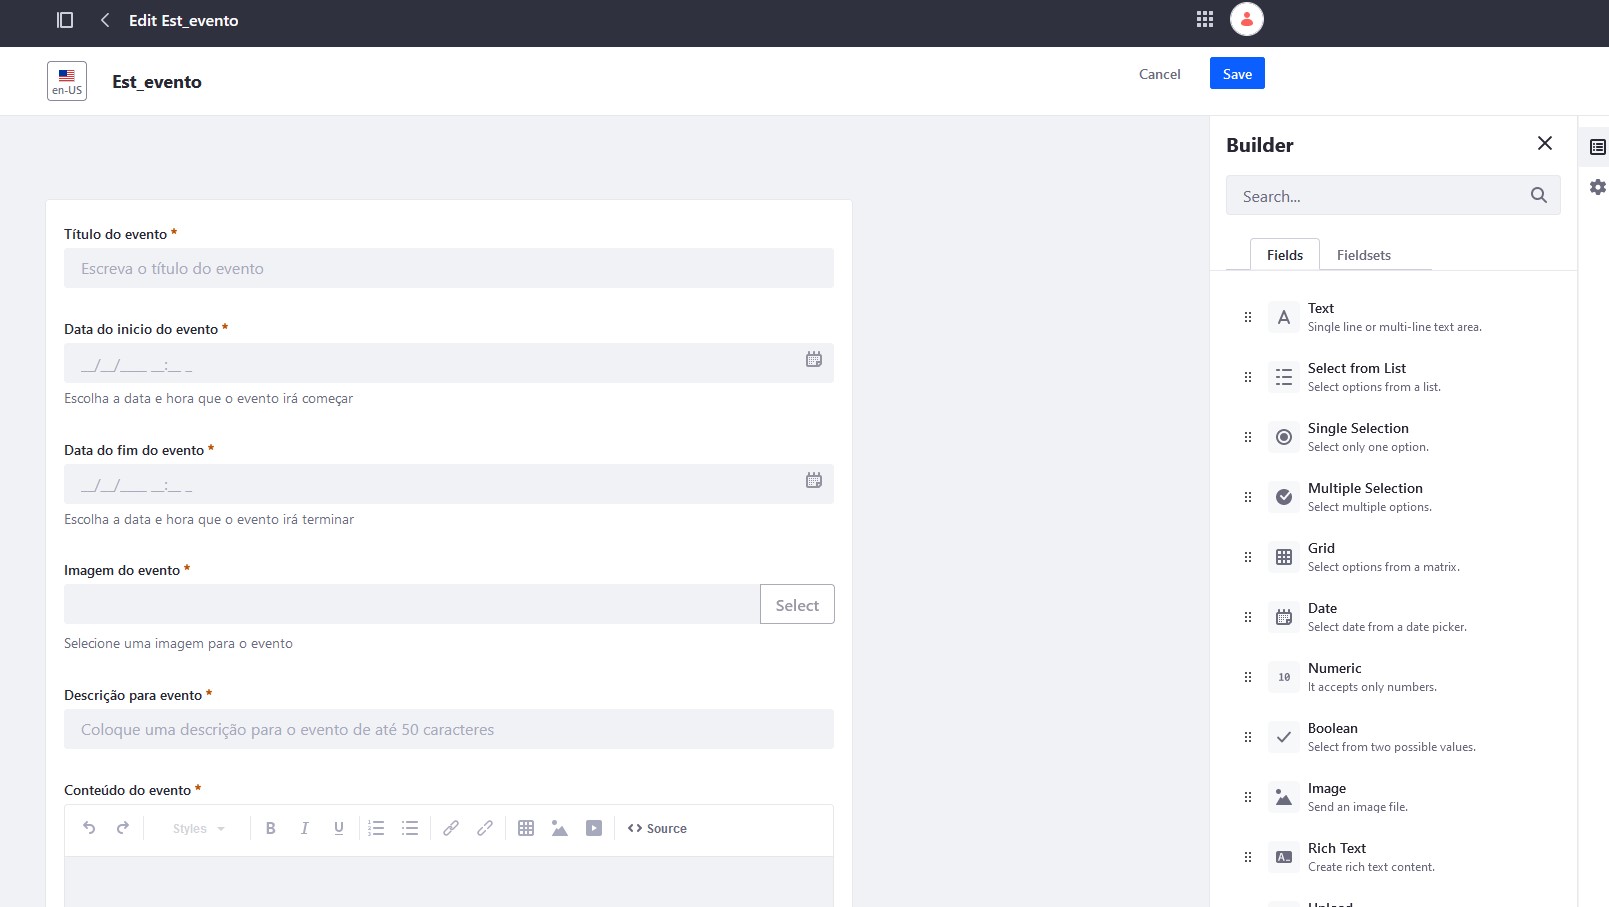 Edit Est_evento
en-US
Est_evento
Cancel
Save
Título do evento *
Escreva o título do evento
Data do inicio do evento *
__/__/____ __:__ _
Escolha a data e hora que o evento irá começar
Data do fim do evento *
__/__/____ __:__ _
Escolha a data e hora que o evento irá terminar
Imagem do evento *
Select
Selecione uma imagem para o evento
Descrição para evento *
Coloque uma descrição para o evento de até 50 caracteres
Conteúdo do evento *
Styles
B I U
Source
Builder
Search...
Fields
Fieldsets
Text
Single line or multi-line text area.
Select from List
Select options from a list.
Single Selection
Select only one option.
Multiple Selection
Select multiple options.
Grid
Select options from a matrix.
Date
Select date from a date picker.
10
Numeric
It accepts only numbers.
Boolean
Select from two possible values.
Image
Send an image file.
Rich Text
Create rich text content.